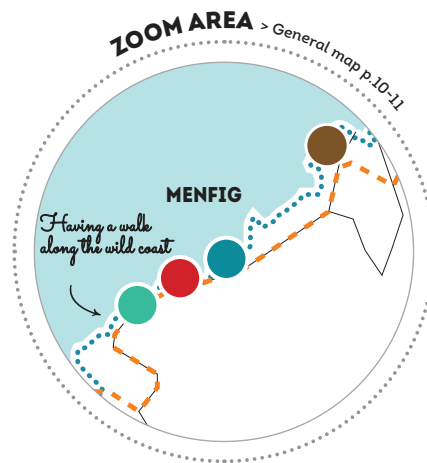 ZOOM AREA > General map p.10-11
MENFIG
Having a walk
along the wild coast